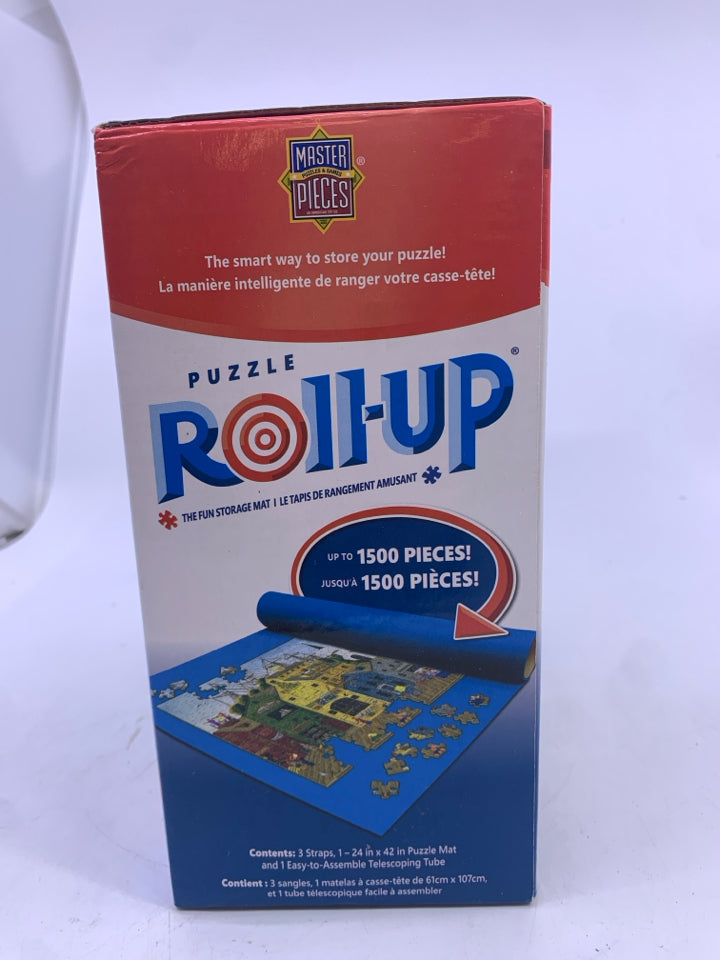 MASTER
PUZZLES & GAMES
PIECES
®
The smart way to store your puzzle!
La manière intelligente de ranger votre casse-tête!
PUZZLE
ROLL-UP®
THE FUN STORAGE MAT | LE TAPIS DE RANGEMENT AMUSANT
UP TO 1500 PIECES!
JUSQU'À 1500 PIÈCES!
Contents: 3 Straps, 1 – 24 in x 42 in Puzzle Mat
and 1 Easy-to-Assemble Telescoping Tube
Contient : 3 sangles, 1 matelas à casse-tête de 61cm x 107cm,
et 1 tube télescopique facile à assembler